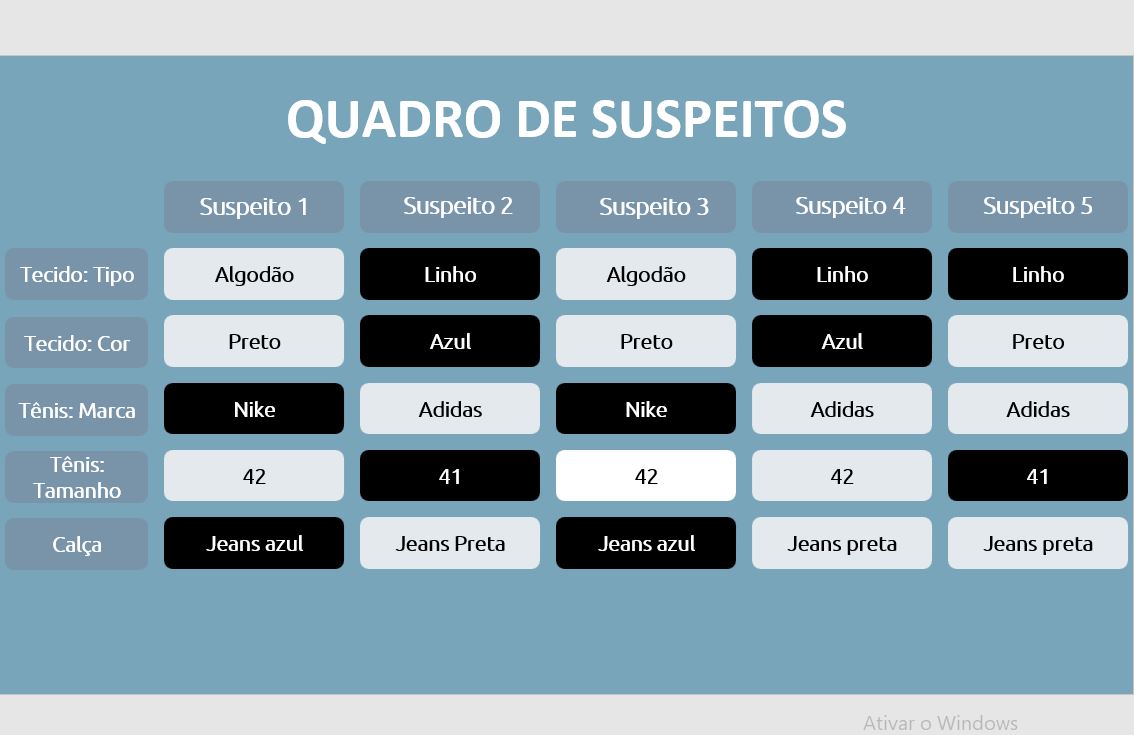 QUADRO DE SUSPEITOS
Suspeito 1 Suspeito 2 Suspeito 3 Suspeito 4 Suspeito 5
Tecido: Tipo Algodão Linho Algodão Linho Linho
Tecido: Cor Preto Azul Preto Azul Preto
Tênis: Marca Nike Adidas Nike Adidas Adidas
Tênis:
Tamanho 42 41 42 42 41
Calça Jeans azul Jeans Preta Jeans azul Jeans preta Jeans preta
Ativar o Windows